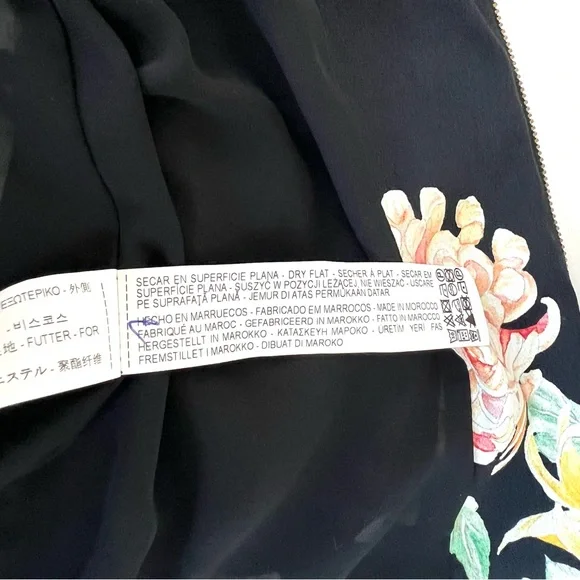 ΕΞΩΤΕΡΙΚΟ - 外
- 비스코스
地 - FUTTER - FOR
エステル - 聚酯纤维
SECAR EN SUPERFICIE PLANA - DRY FLAT - SECHER À PLAT - SECAR EM
SUPERFICIE PLANA - SUSZYĆ W POZYCJI LEŻĄCEJ, NIE WIESZAĆ - USCARE
PE SUPRAFAŢĂ PLANĂ - JEMUR DI ATAS PERMUKAAN DATAR
HECHO EN MARRUECOS - FABRICADO EM MARROCOS - MADE IN MOROCCO
FABRIQUÉ AU MAROC - GEFABRICEERD IN MAROKKO - FATTO IN MAROCCO
HERGESTELLT IN MAROKKO - ΚΑΤΑΣΚΕΥΗ ΜΑΡΟΚΟ - ÜRETİM YERİ FAS
FREMSTILLET I MAROKKO - DIBUAT DI MAROKO